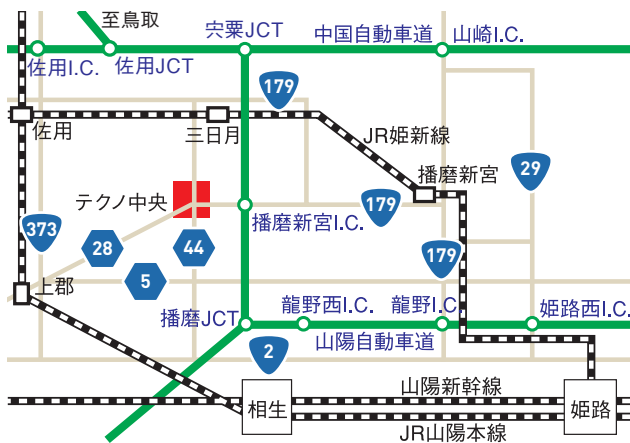 至鳥取
宍粟JCT
中国自動車道
山崎I.C.
佐用I.C.
佐用JCT
179
佐用
三日月
JR姫新線
播磨新宮
29
テクノ中央
179
373
28
44
播磨新宮I.C.
179
5
上郡
播磨JCT
龍野西I.C.
龍野I.C.
姫路西I.C.
山陽自動車道
2
山陽新幹線
相生
姫路
JR山陽本線